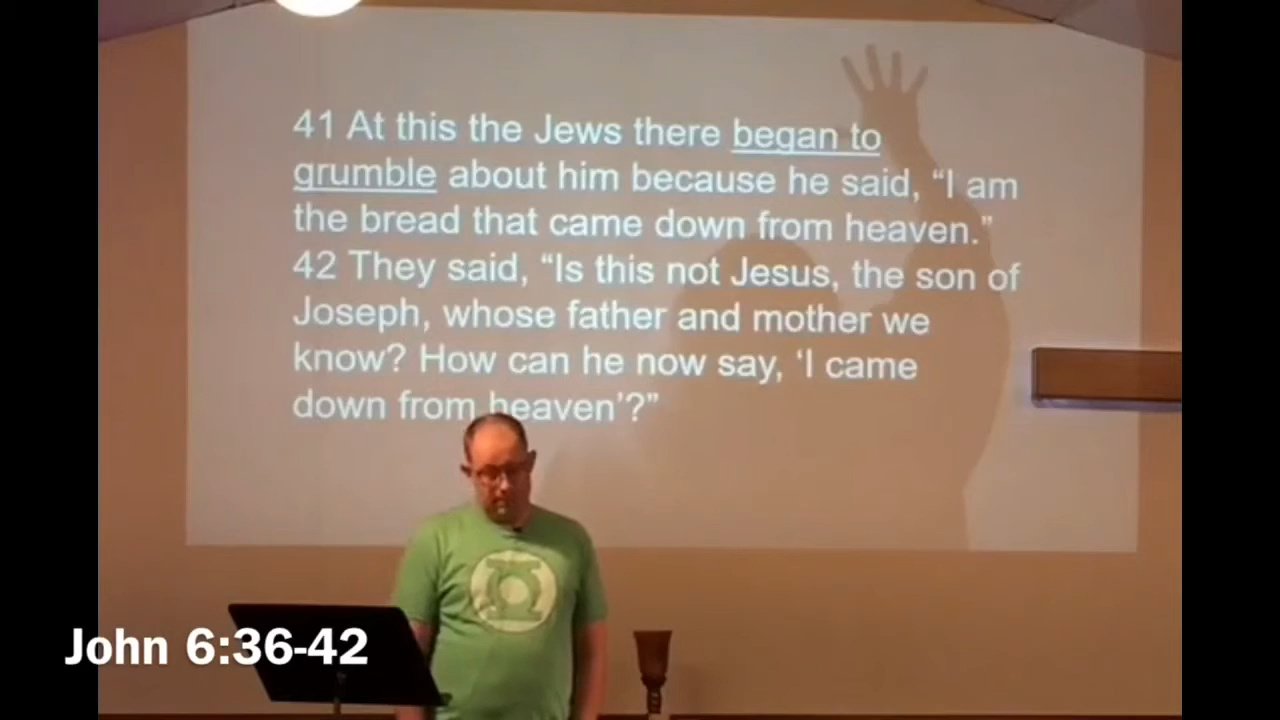 41 At this the Jews there began to
grumble about him because he said, “I am
the bread that came down from heaven.”
42 They said, “Is this not Jesus, the son of
Joseph, whose father and mother we
know? How can he now say, ‘I came
down from heaven’?”
John 6:36-42